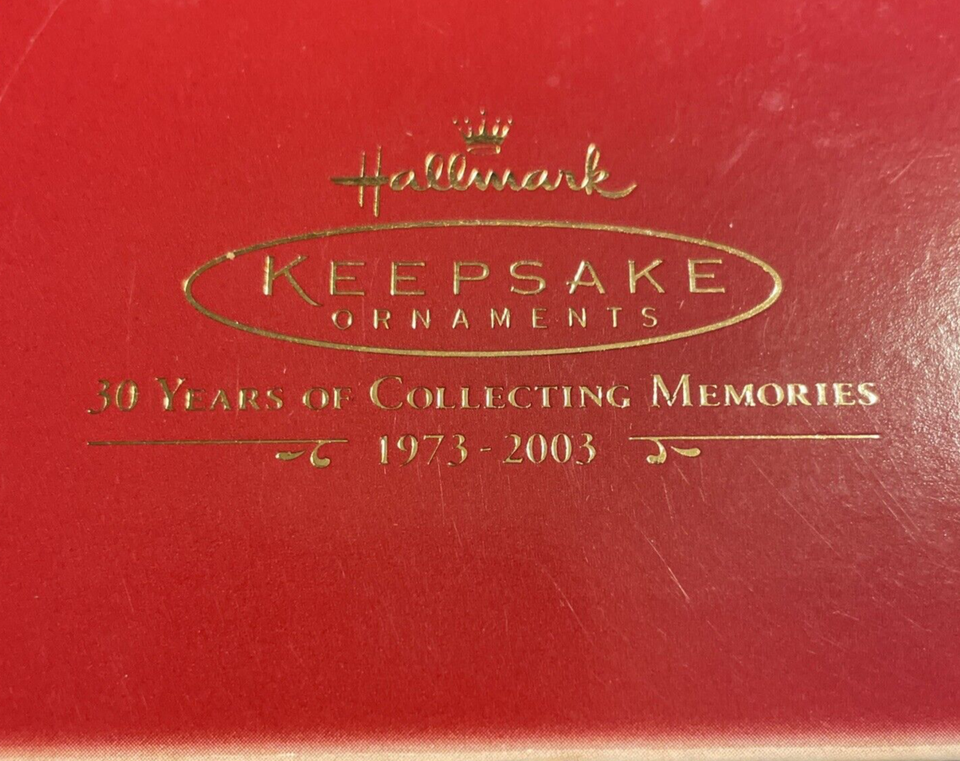 Hallmark
KEEPSAKE
ORNAMENTS
30 YEARS OF COLLECTING MEMORIES
1973 - 2003